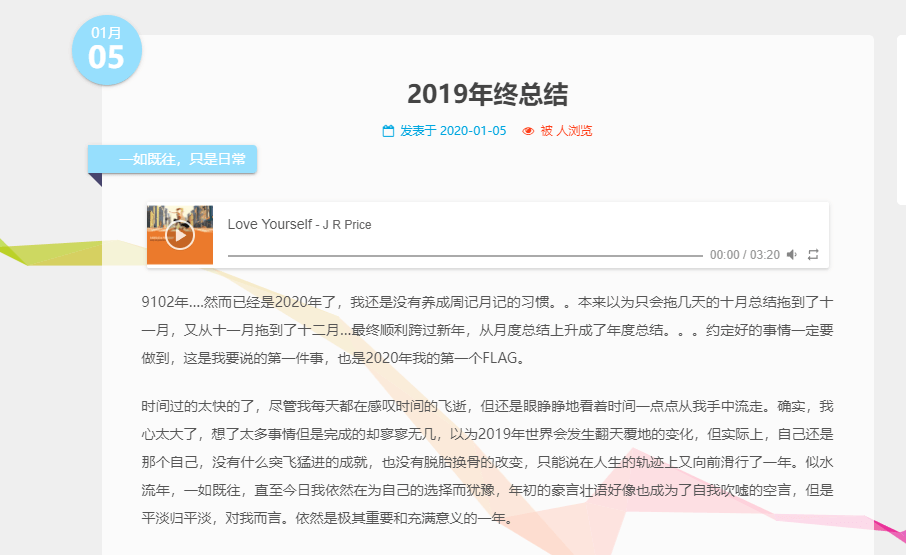 01月
05
2019年终总结
发表于 2020-01-05 被 人浏览
一如既往，只是日常
Love Yourself - J R Price
00:00 / 03:20
9102年....然而已经是2020年了，我还是没有养成周记月记的习惯。。本来以为只会拖几天的十月总结拖到了十
一月，又从十一月拖到了十二月...最终顺利跨过新年，从月度总结上升成了年度总结。。。约定好的事情一定要
做到，这是我要说的第一件事，也是2020年我的第一个FLAG。
时间过的太快的了，尽管我每天都在感叹时间的飞逝，但还是眼睁睁地看着时间一点点从我手中流走。确实，我
心太大了，想了太多事情但是完成的却寥寥无几，以为2019年世界会发生翻天覆地的变化，但实际上，自己还是
那个自己，没有什么突飞猛进的成就，也没有脱胎换骨的改变，只能说在人生的轨迹上又向前滑行了一年。似水
流年，一如既往，直至今日我依然在为自己的选择而犹豫，年初的豪言壮语好像也成为了自我吹嘘的空言，但是
平淡归平淡，对我而言。依然是极其重要和充满意义的一年。